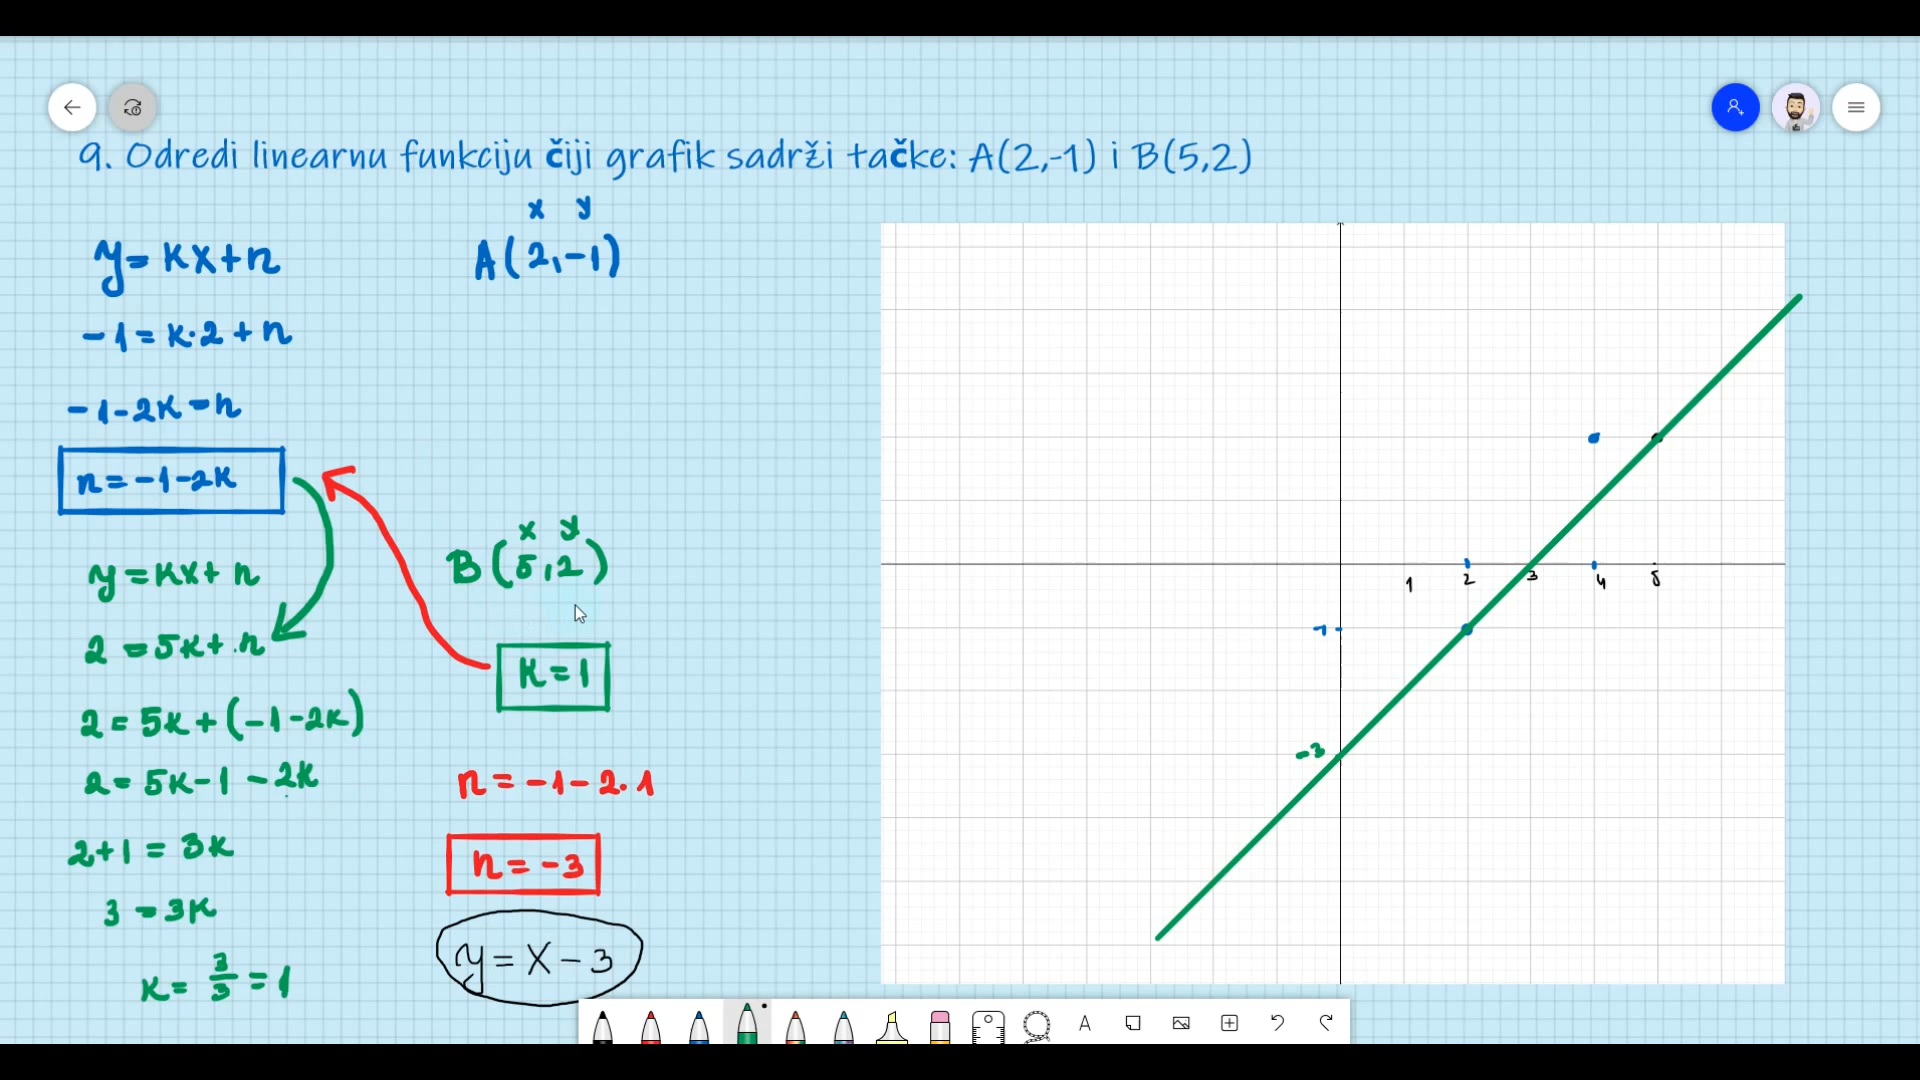 9. Odredi linearnu funkciju čiji grafik sadrži tačke: A(2,-1) i B(5,2)
x y
y=kx+n
A(2,-1)
-1=k·2+n
-1-2k=n
n=-1-2k
x y
B(5,2)
y=kx+n
2=5k+n
k=1
2=5k+(-1-2k)
2=5k-1-2k
n=-1-2·1
2+1=3k
n=-3
3=3k
y=x-3
k=3/3=1
1 2 3 4 5
-1
-3
A